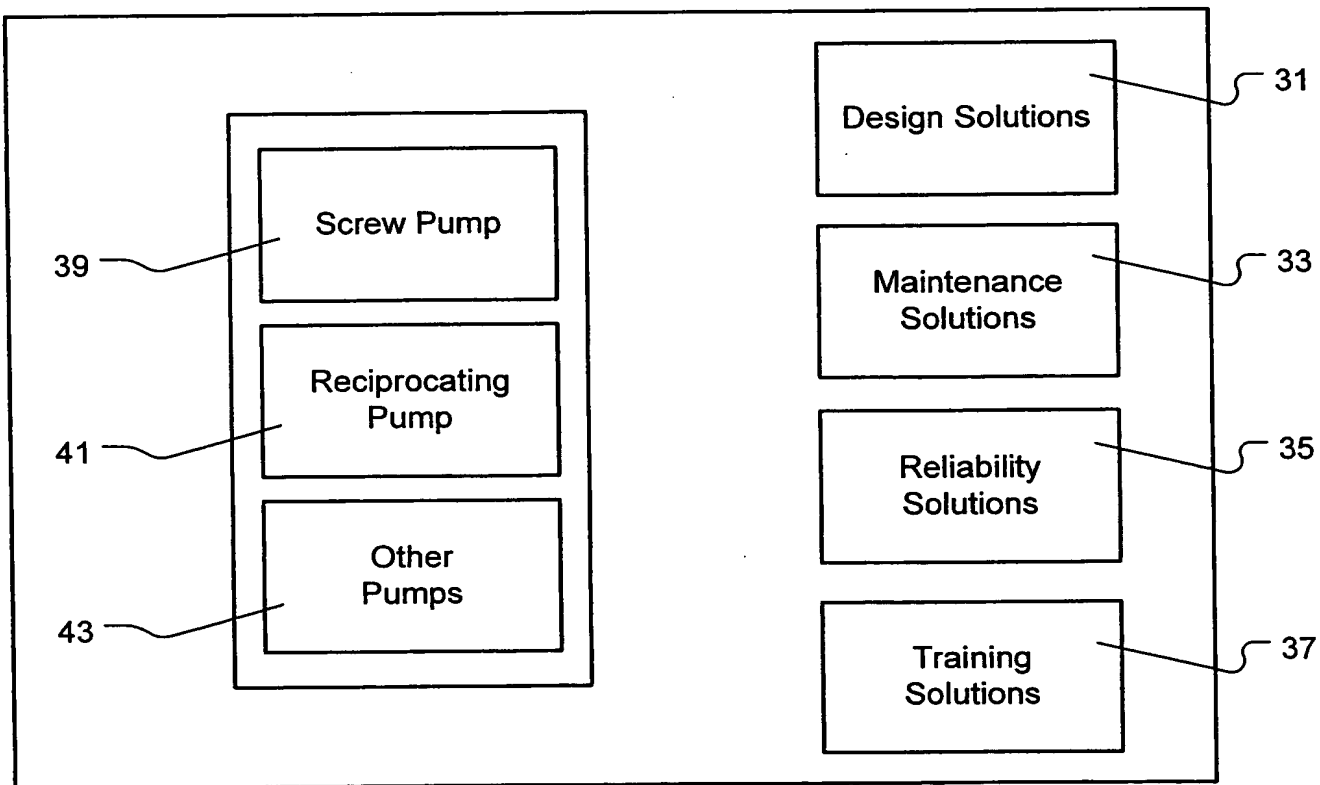 Design Solutions
31
Screw Pump
39
Maintenance
Solutions
33
Reciprocating
Pump
41
Reliability
Solutions
35
Other
Pumps
43
Training
Solutions
37